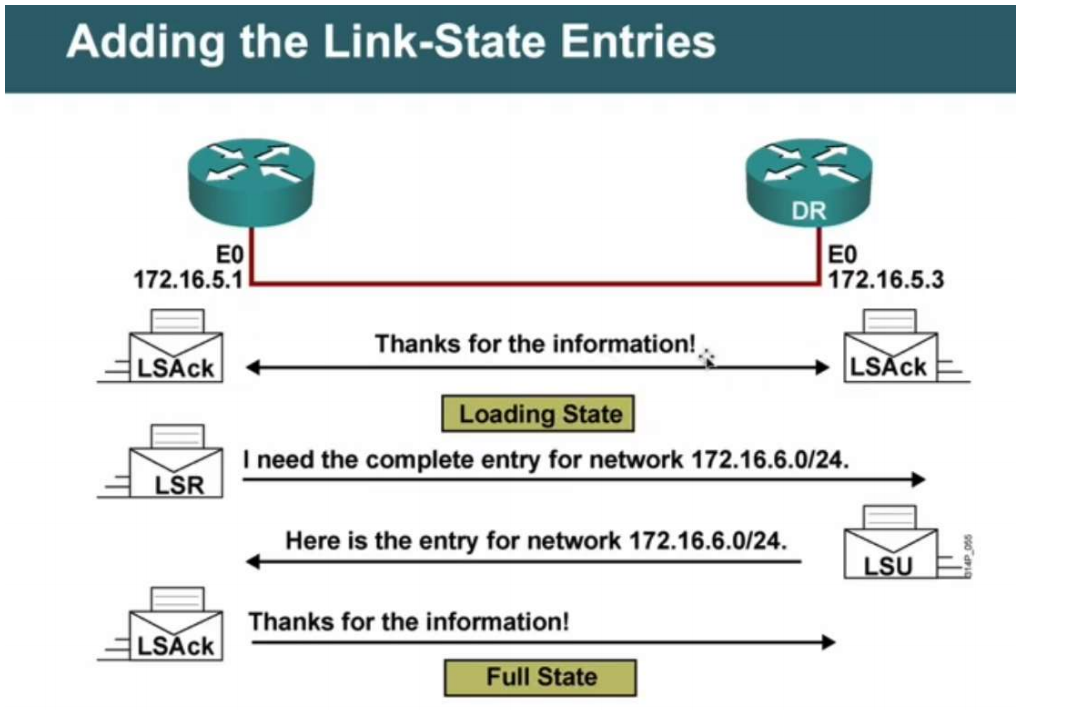 Adding the Link-State Entries
DR
E0
172.16.5.1
E0
172.16.5.3
LSAck
Thanks for the information!
LSAck
Loading State
LSR
I need the complete entry for network 172.16.6.0/24.
Here is the entry for network 172.16.6.0/24.
LSU
014P_055
LSAck
Thanks for the information!
Full State